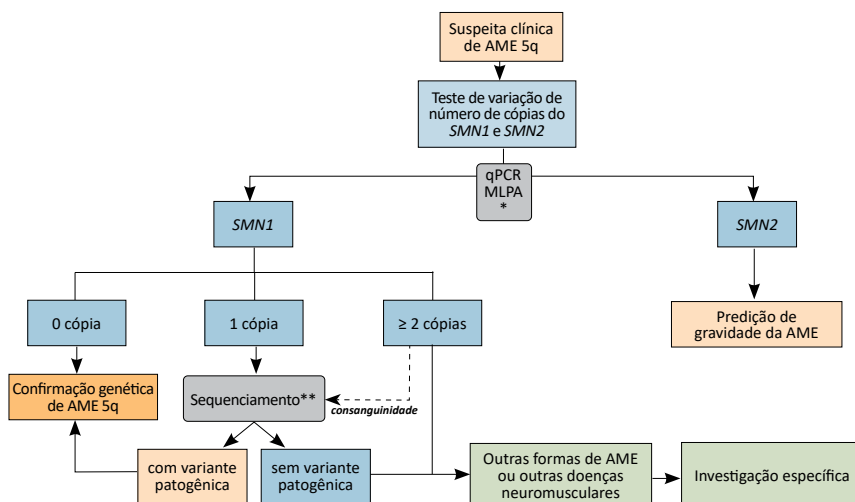 Suspeita clínica
de AME 5q
Teste de variação de
número de cópias do
SMN1 e SMN2
qPCR
MLPA
*
SMN1
SMN2
0 cópia
1 cópia
≥ 2 cópias
Predição de
gravidade da AME
Confirmação genética
de AME 5q
Sequenciamento**
consanguinidade
com variante
patogênica
sem variante
patogênica
Outras formas de AME
ou outras doenças
neuromusculares
Investigação específica